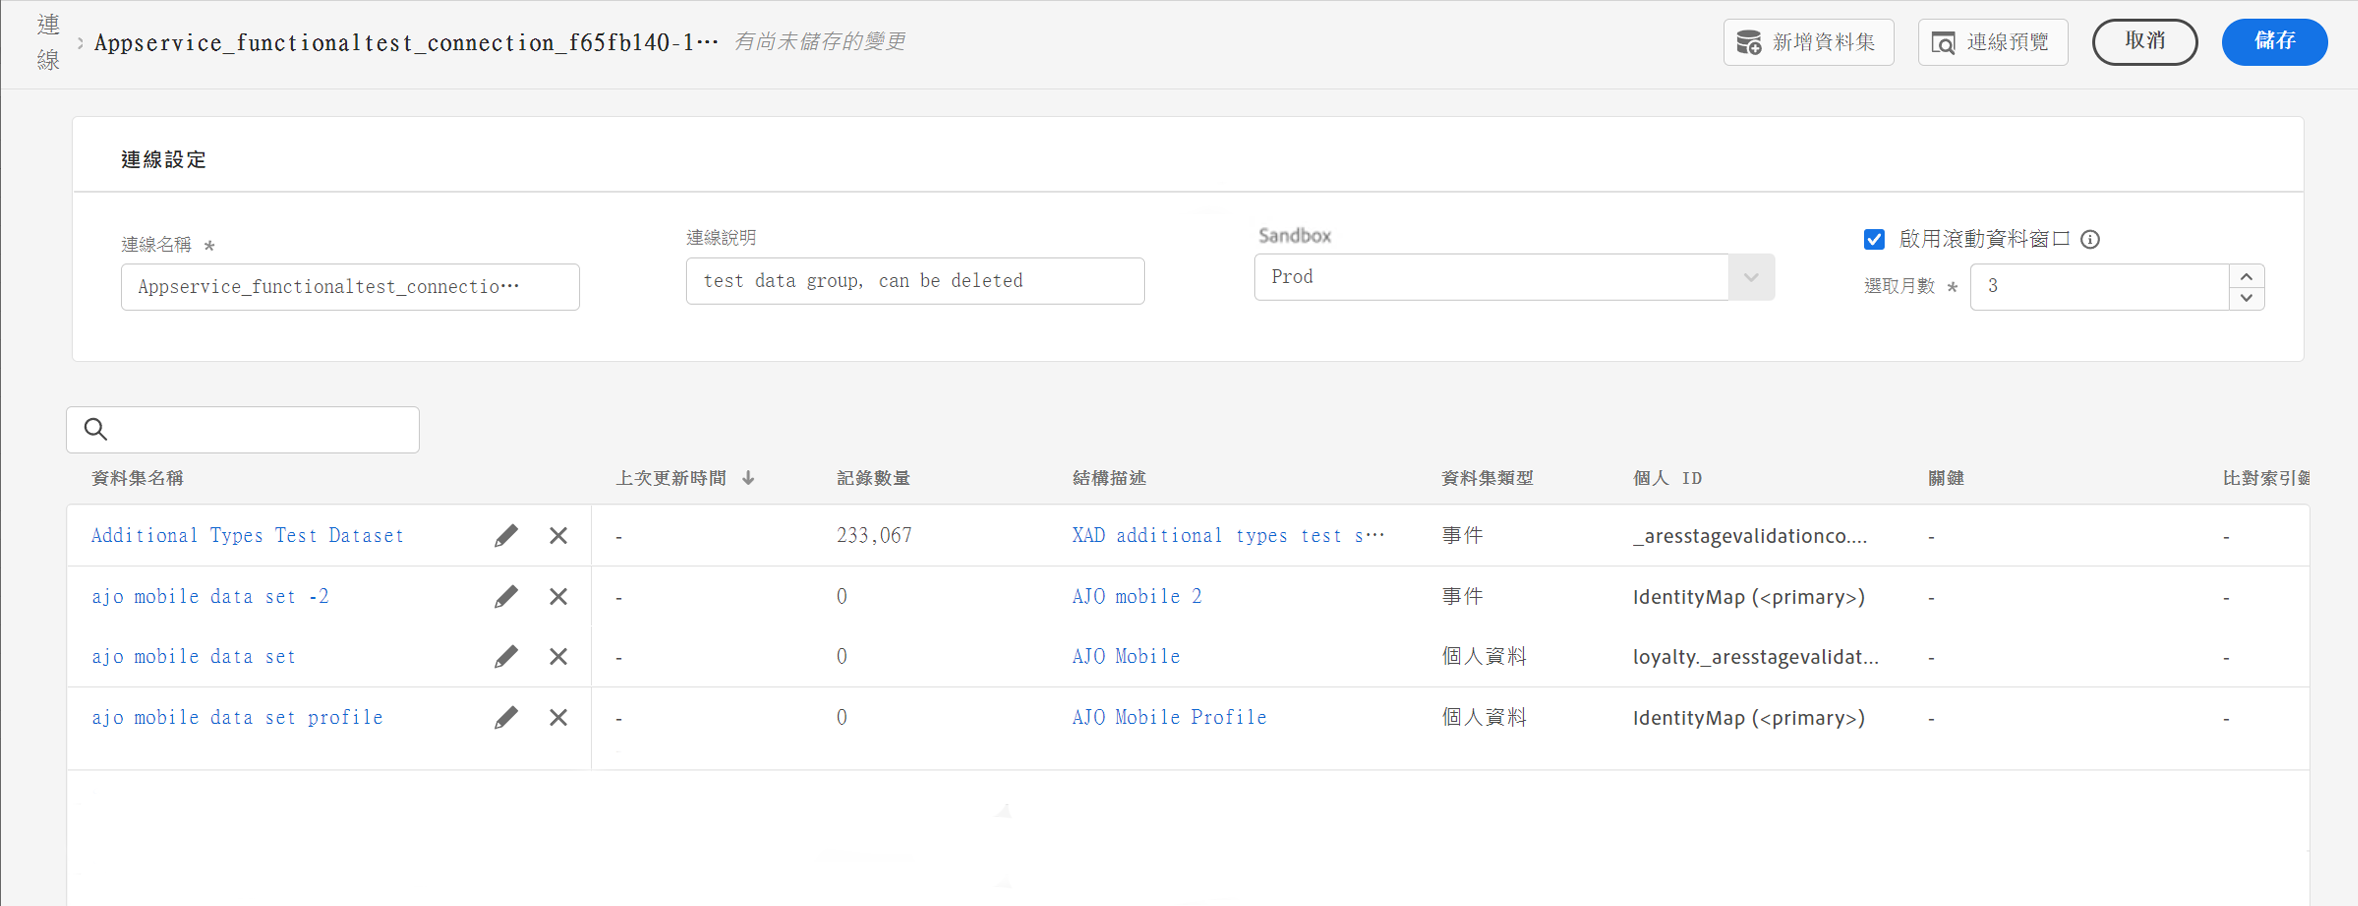 連線 › Appservice_functionaltest_connection_f65fb140-1… 有尚未儲存的變更 新增資料集 連線預覽 取消 儲存
連線設定
連線名稱 * 連線說明 Sandbox 啟用滾動資料窗口
Appservice_functionaltest_connectio… test data group, can be deleted Prod 選取月數 * 3
資料集名稱 上次更新時間 ↓ 記錄數量 結構描述 資料集類型 個人 ID 關鍵 比對索引
Additional Types Test Dataset - 233,067 XAD additional types test s… 事件 _aresstagevalidationco.... - -
ajo mobile data set -2 - 0 AJO mobile 2 事件 IdentityMap (<primary>) - -
ajo mobile data set - 0 AJO Mobile 個人資料 loyalty._aresstagevalidat... - -
ajo mobile data set profile - 0 AJO Mobile Profile 個人資料 IdentityMap (<primary>) - -